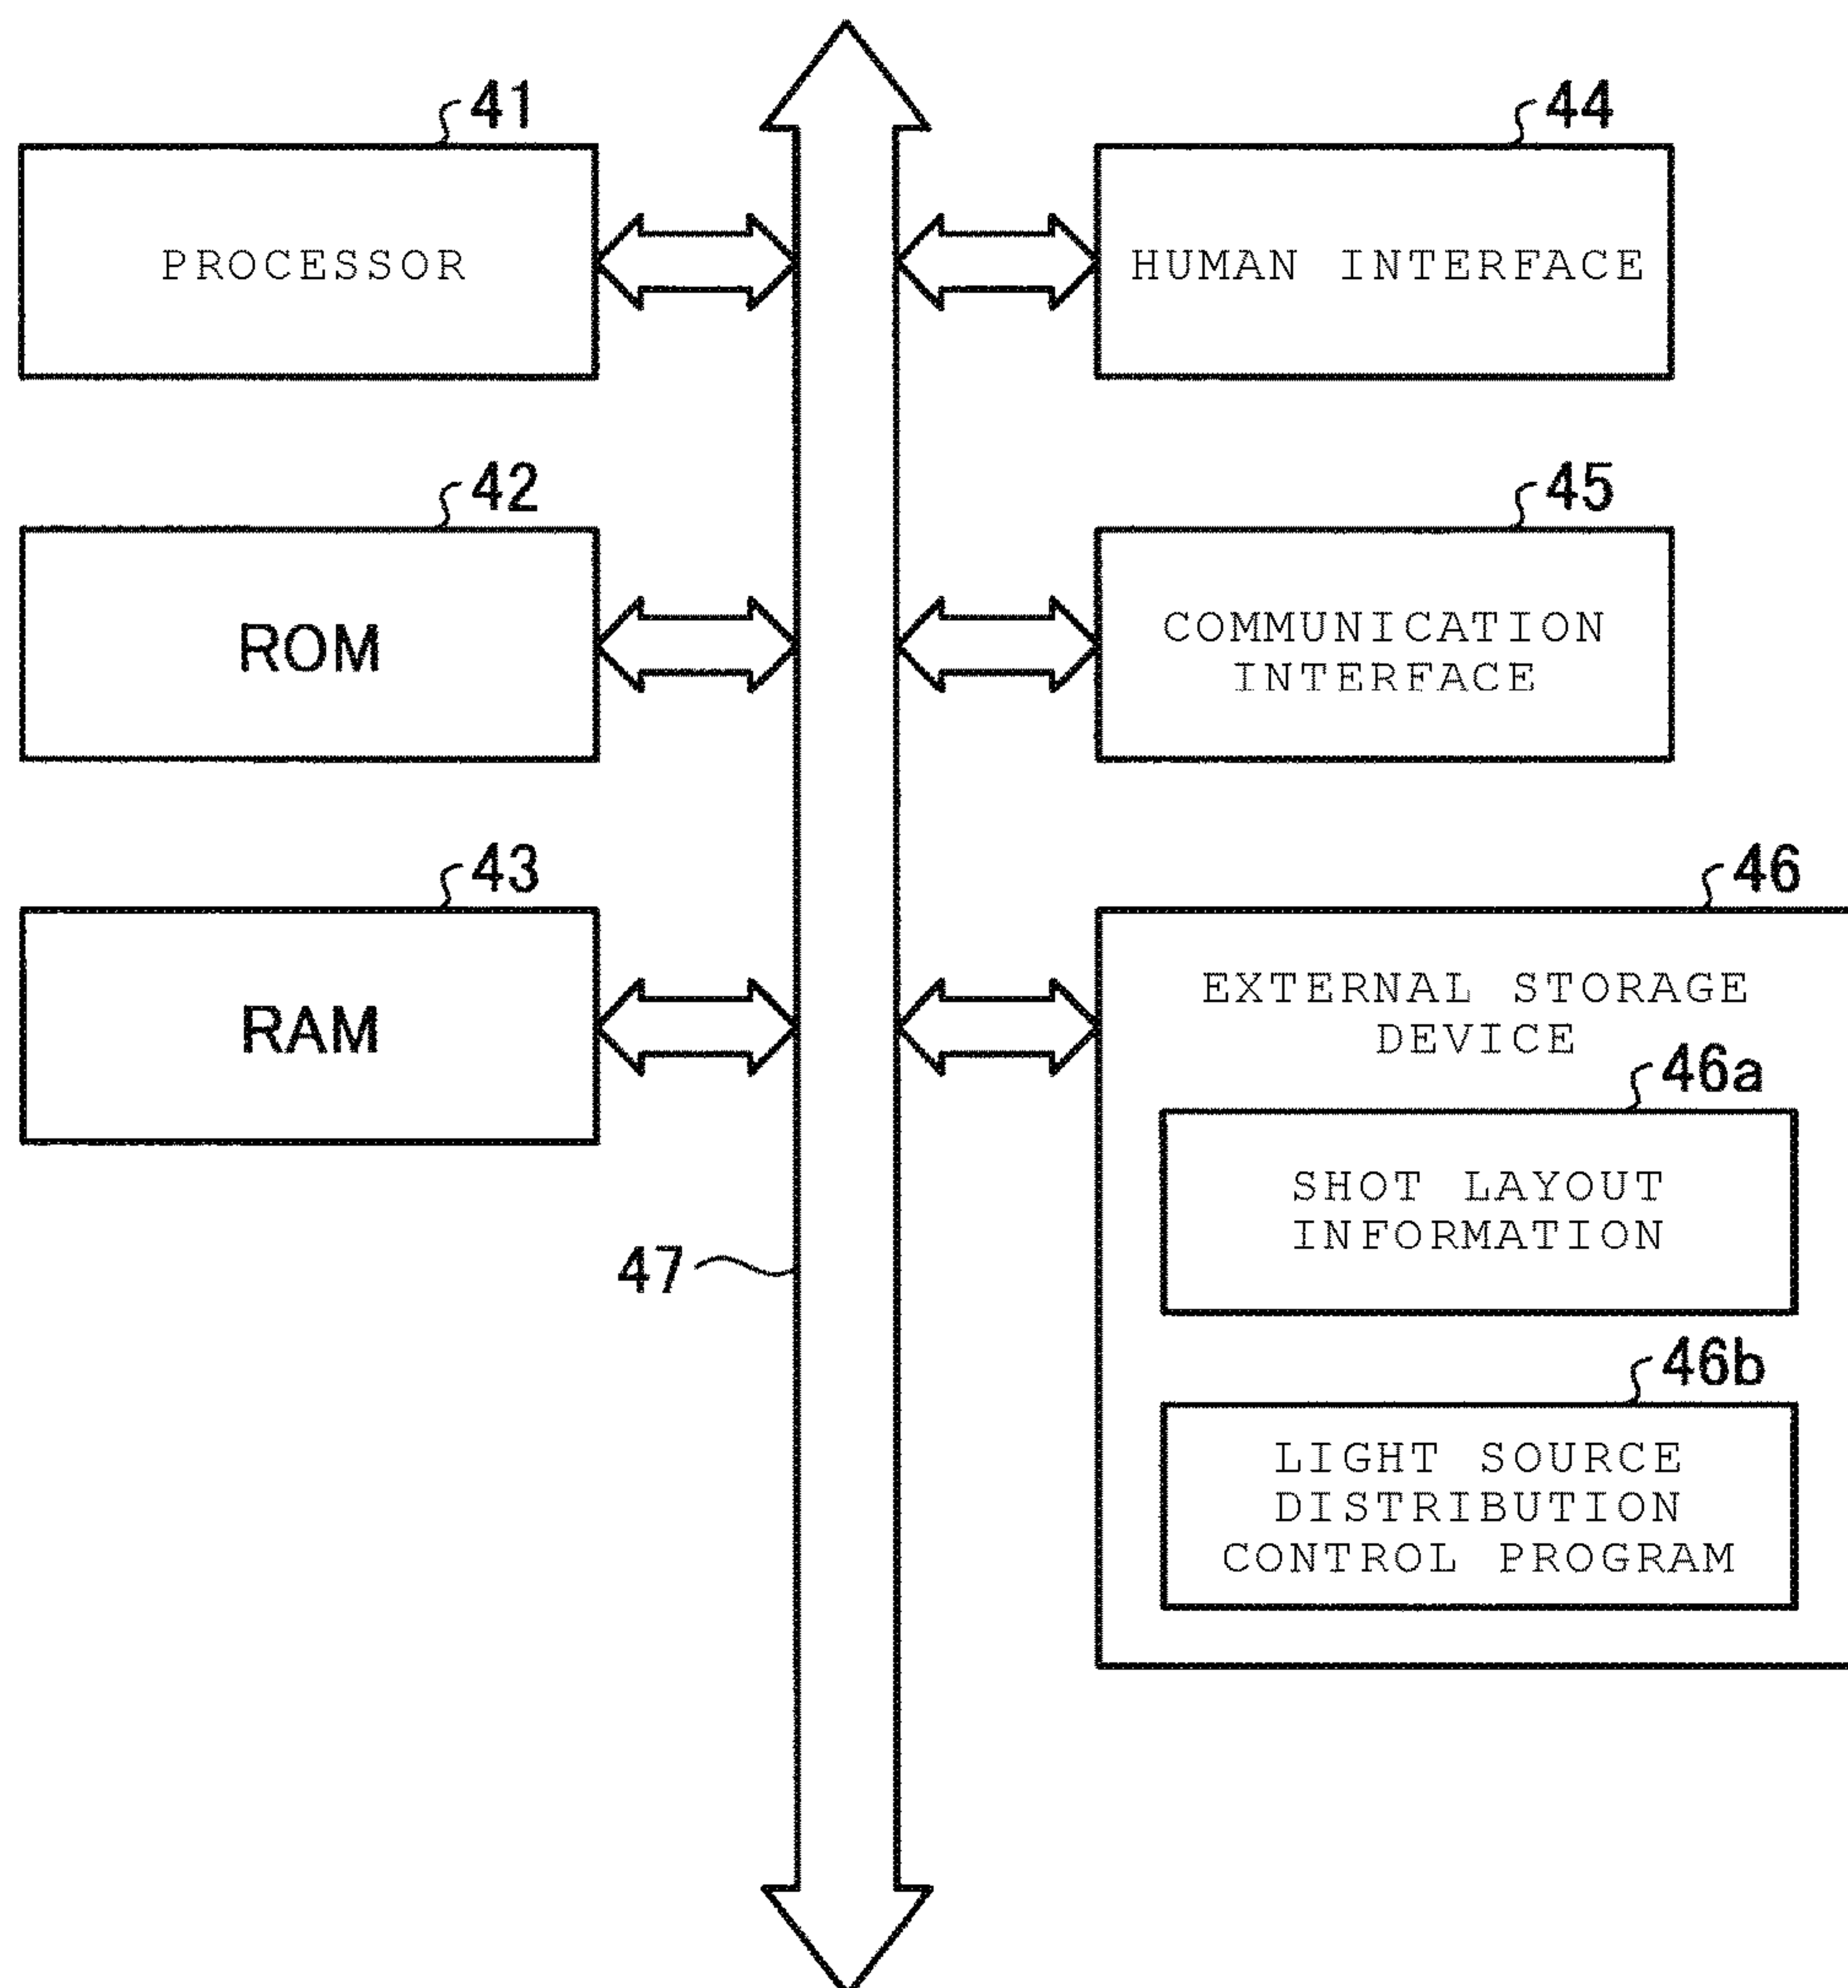 41
PROCESSOR
42
ROM
43
RAM
47
44
HUMAN INTERFACE
45
COMMUNICATION
INTERFACE
46
EXTERNAL STORAGE
DEVICE
46a
SHOT LAYOUT
INFORMATION
46b
LIGHT SOURCE
DISTRIBUTION
CONTROL PROGRAM